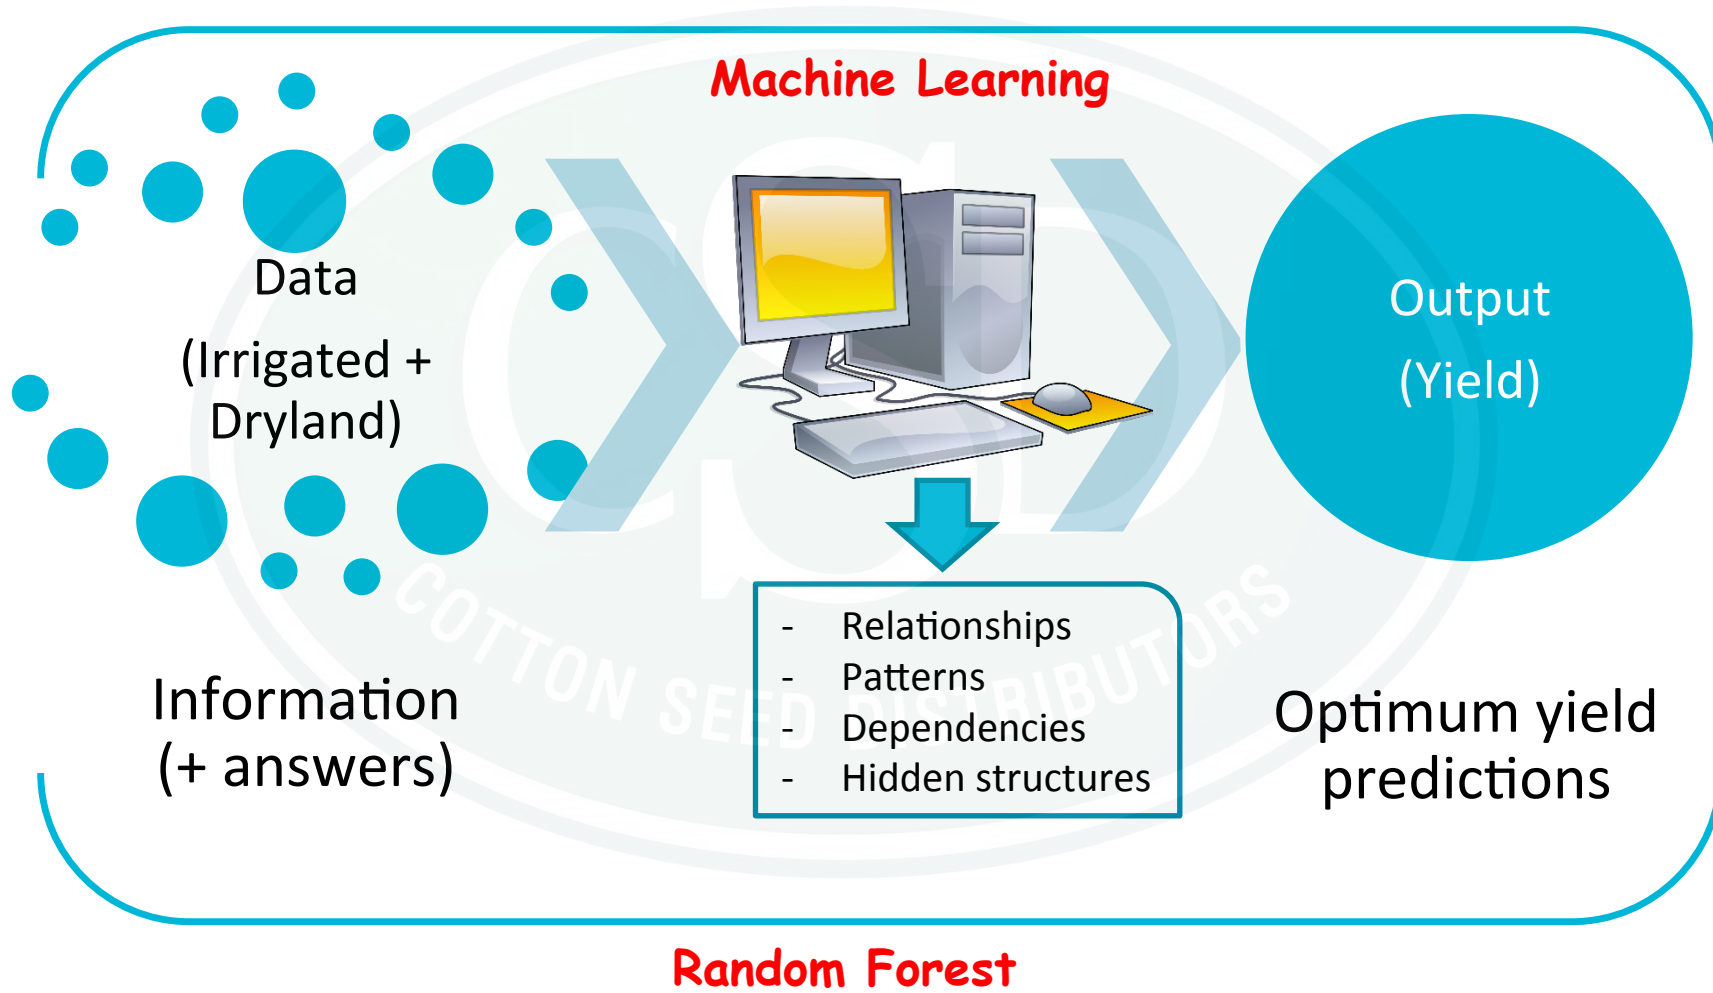 Machine Learning
Data
(Irrigated +
Dryland)
Information
(+ answers)
- Relationships
- Patterns
- Dependencies
- Hidden structures
Output
(Yield)
Optimum yield
predictions
CSD
COTTON SEED DISTRIBUTORS
Random Forest